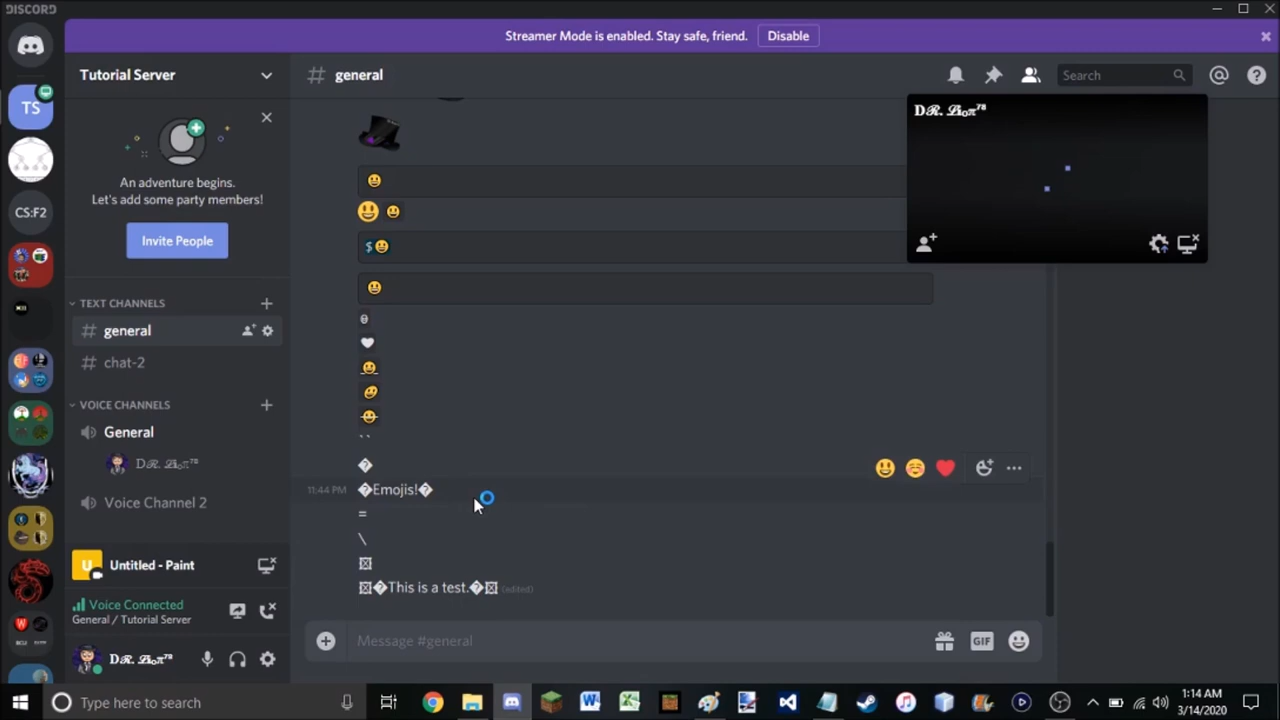 DISCORD
Streamer Mode is enabled. Stay safe, friend.
Disable
TS
CS:F2
Tutorial Server
An adventure begins.
Let's add some party members!
Invite People
TEXT CHANNELS
# general
# chat-2
VOICE CHANNELS
General
Voice Channel 2
Untitled - Paint
Voice Connected
General / Tutorial Server
# general
Search
$😀
``
�
11:44 PM �Emojis!�
=
\
�This is a test.� (edited)
Message #general
GIF
Type here to search
1:14 AM
3/14/2020